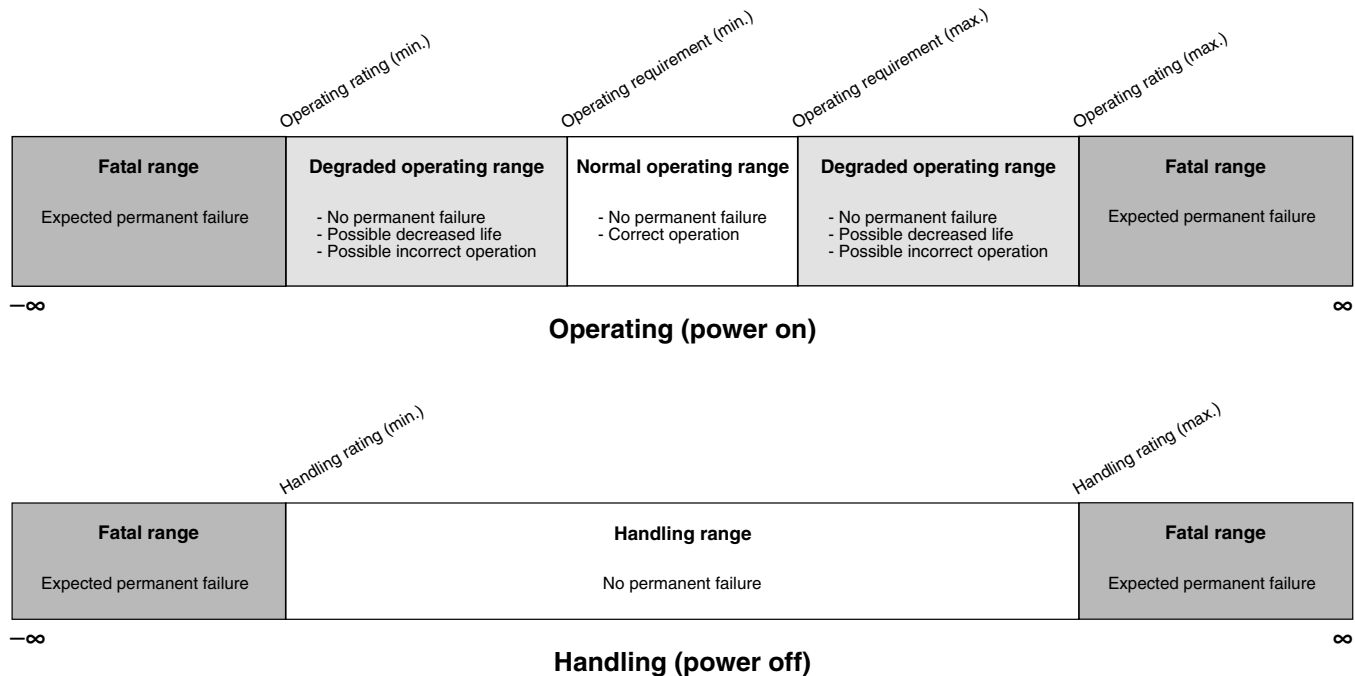 Operating rating (min.)
Operating requirement (min.)
Operating requirement (max.)
Operating rating (max.)
Fatal range
Degraded operating range
Normal operating range
Degraded operating range
Fatal range
Expected permanent failure
- No permanent failure
- Possible decreased life
- Possible incorrect operation
- No permanent failure
- Correct operation
- No permanent failure
- Possible decreased life
- Possible incorrect operation
Expected permanent failure
–∞
∞
Operating (power on)
Handling rating (min.)
Handling rating (max.)
Fatal range
Handling range
Fatal range
Expected permanent failure
No permanent failure
Expected permanent failure
–∞
∞
Handling (power off)